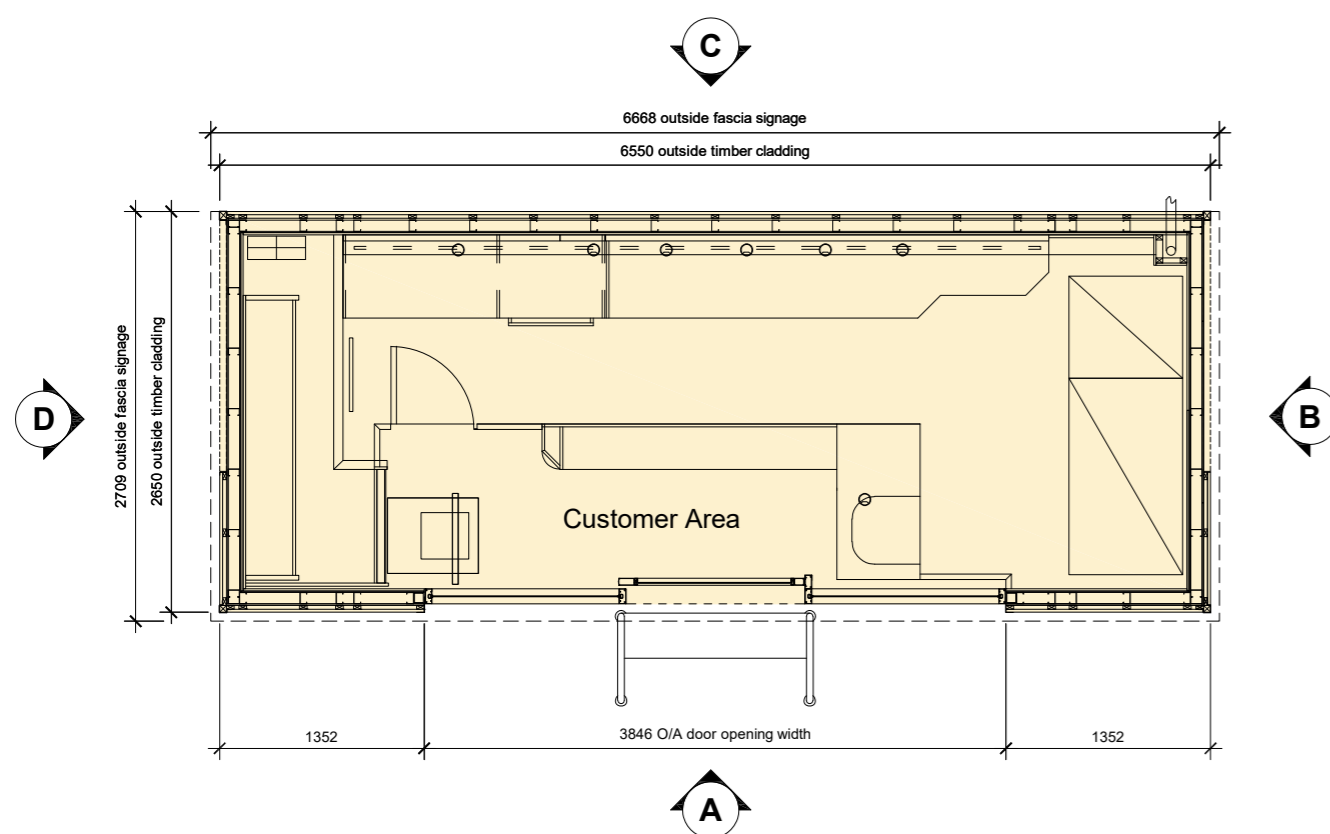 C
6668 outside fascia signage
6550 outside timber cladding
2709 outside fascia signage
2650 outside timber cladding
D
B
Customer Area
1352
3846 O/A door opening width
1352
A